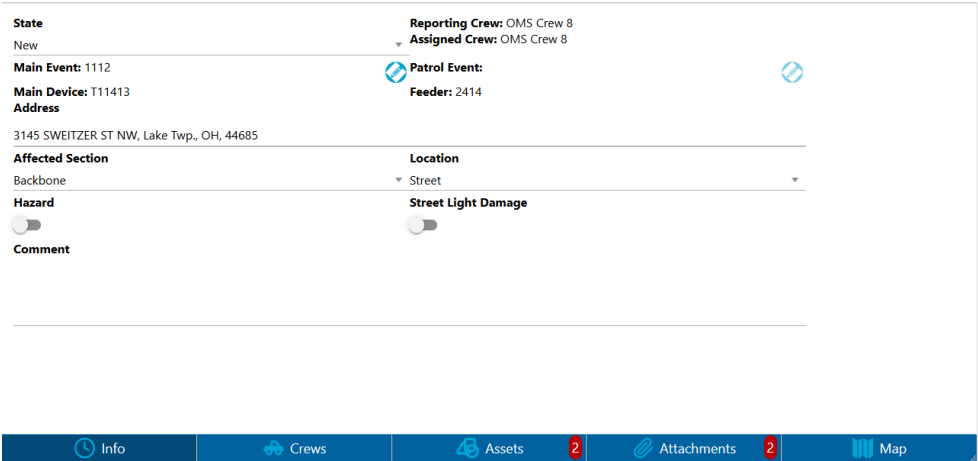 State
New
Reporting Crew: OMS Crew 8
Assigned Crew: OMS Crew 8
Main Event: 1112
Patrol Event:
Main Device: T11413
Feeder: 2414
Address
3145 SWEITZER ST NW, Lake Twp., OH, 44685
Affected Section
Location
Backbone
Street
Hazard
Street Light Damage
Comment
Info
Crews
Assets 2
Attachments 2
Map